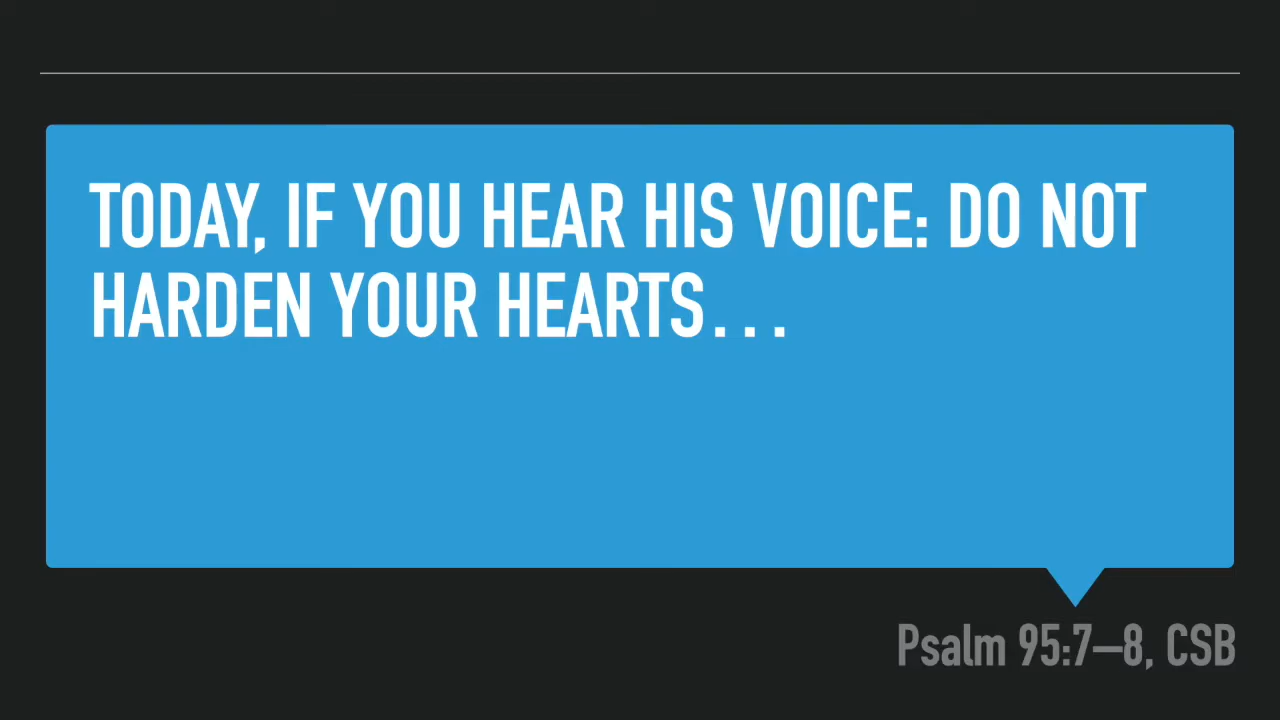 TODAY, IF YOU HEAR HIS VOICE: DO NOT
HARDEN YOUR HEARTS...
Psalm 95:7–8, CSB